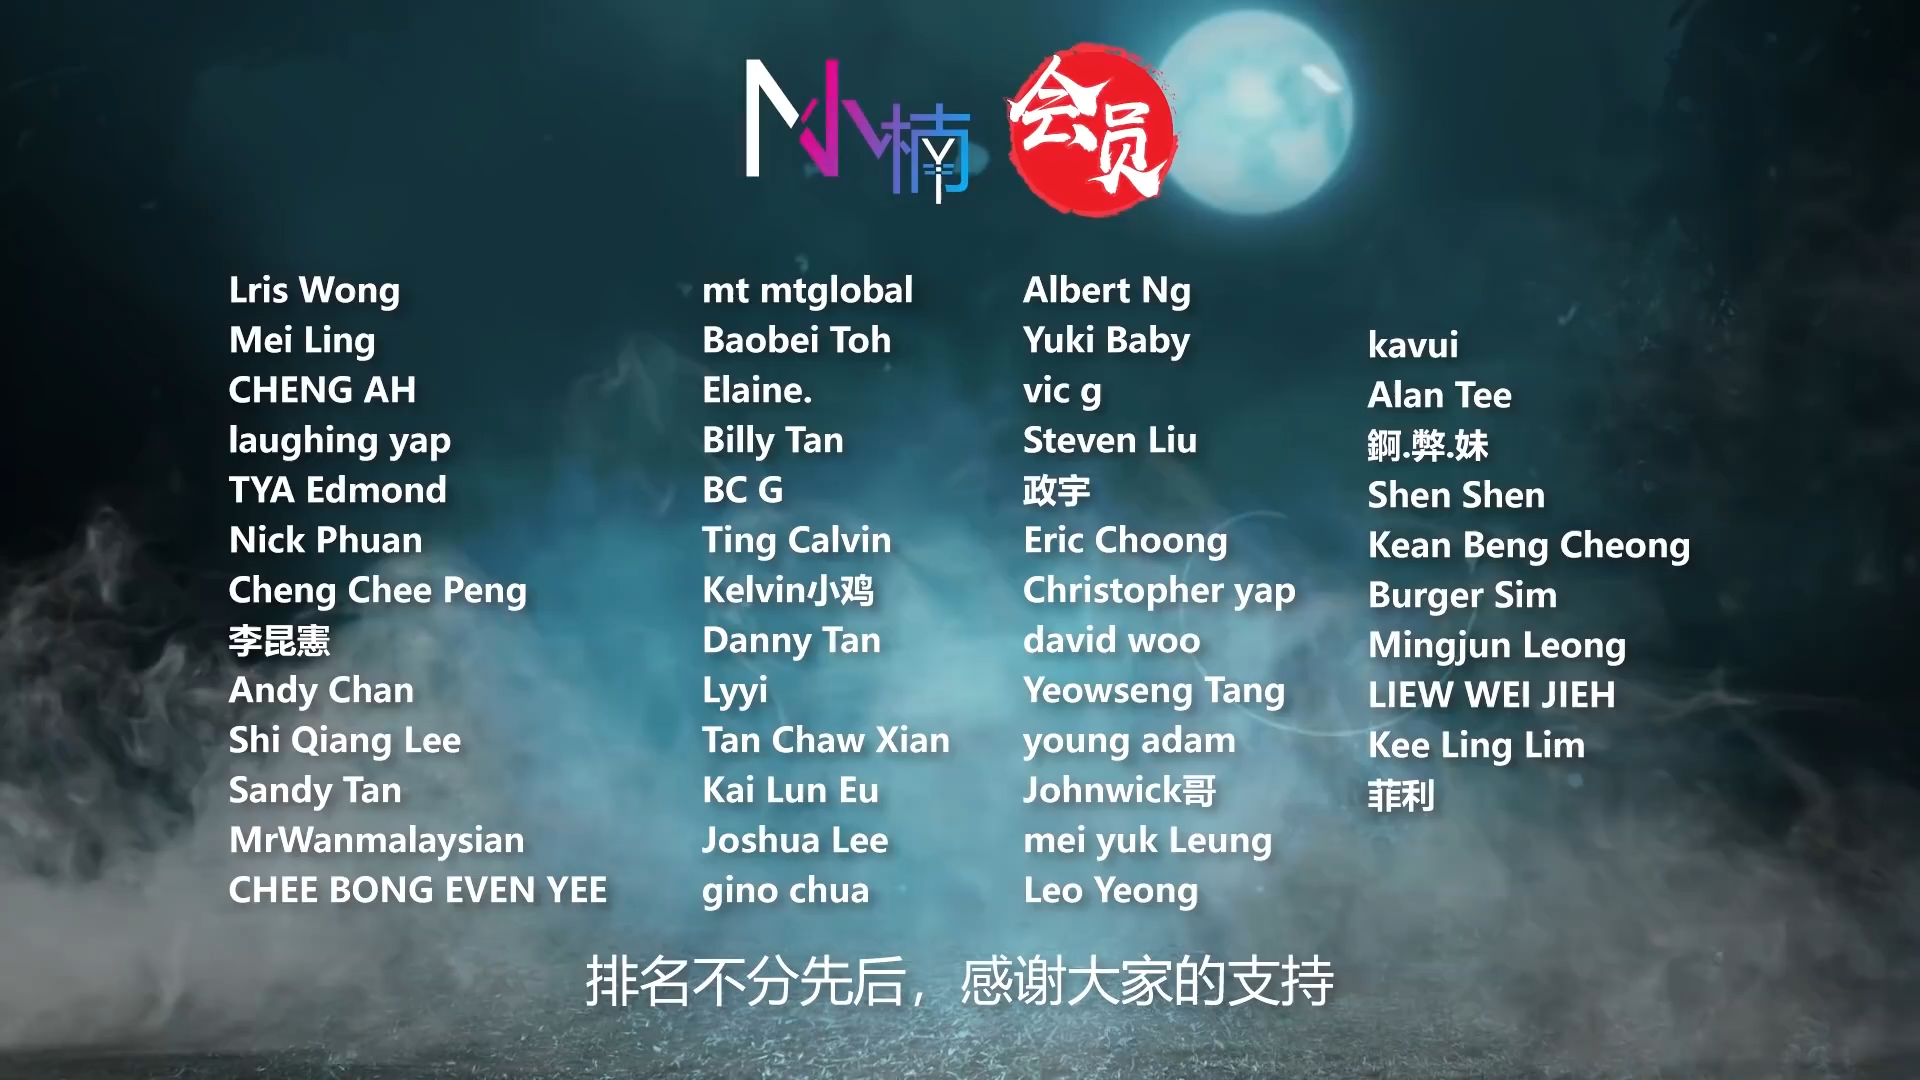 NY楠
会员
Lris Wong
Mei Ling
CHENG AH
laughing yap
TYA Edmond
Nick Phuan
Cheng Chee Peng
李昆憲
Andy Chan
Shi Qiang Lee
Sandy Tan
MrWanmalaysian
CHEE BONG EVEN YEE
mt mtglobal
Baobei Toh
Elaine.
Billy Tan
BC G
Ting Calvin
Kelvin小鸡
Danny Tan
Lyyi
Tan Chaw Xian
Kai Lun Eu
Joshua Lee
gino chua
Albert Ng
Yuki Baby
vic g
Steven Liu
政宇
Eric Choong
Christopher yap
david woo
Yeowseng Tang
young adam
Johnwick哥
mei yuk Leung
Leo Yeong
kavui
Alan Tee
錒.弊.妹
Shen Shen
Kean Beng Cheong
Burger Sim
Mingjun Leong
LIEW WEI JIEH
Kee Ling Lim
菲利
排名不分先后，感谢大家的支持